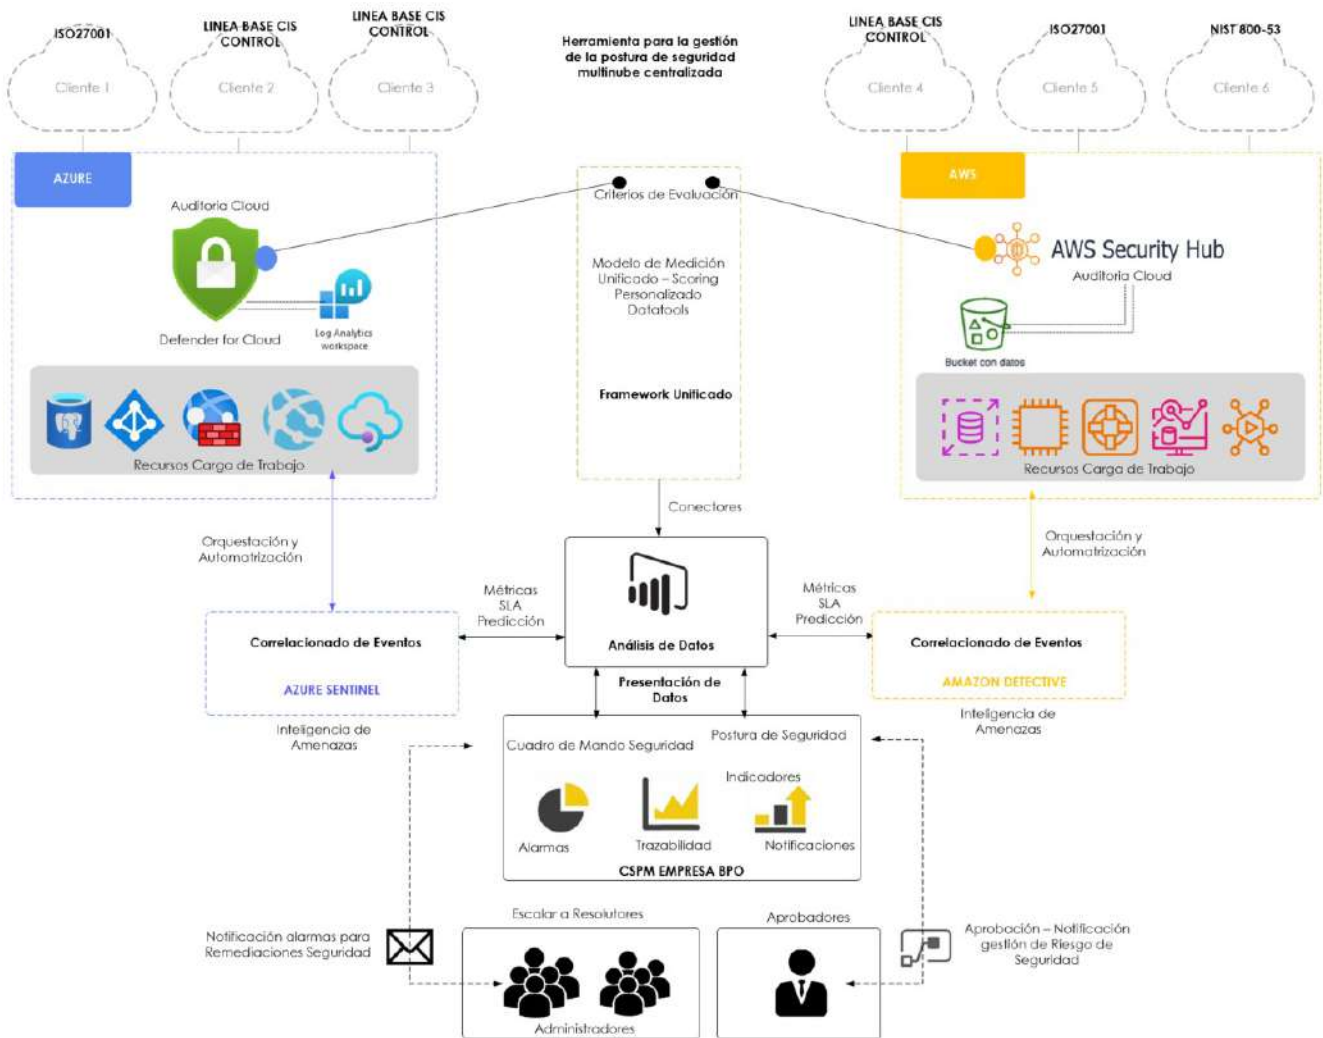 ISO27001
LINEA BASE CIS
CONTROL
LINEA BASE CIS
CONTROL
Herramienta para la gestión
de la postura de seguridad
multinube centralizada
LINEA BASE CIS
CONTROL
ISO27001
NIST 800-53
Cliente 1
Cliente 2
Cliente 3
Cliente 4
Cliente 5
Cliente 6
AZURE
Auditoria Cloud
Defender for Cloud
Log Analytics
workspace
Recursos Carga de Trabajo
Criterios de Evaluación
Modelo de Medición
Unificado – Scoring
Personalizado
Datatools
Framework Unificado
AWS
AWS Security Hub
Auditoria Cloud
Bucket con datos
Recursos Carga de Trabajo
Conectores
Orquestación y
Automatrización
Orquestación y
Automatrización
Métricas
SLA
Predicción
Análisis de Datos
Métricas
SLA
Predicción
Correlacionado de Eventos
AZURE SENTINEL
Correlacionado de Eventos
AMAZON DETECTIVE
Presentación de
Datos
Inteligencia de
Amenazas
Inteligencia de
Amenazas
Cuadro de Mando Seguridad
Postura de Seguridad
Indicadores
Alarmas
Trazabilidad
Notificaciones
CSPM EMPRESA BPO
Escalar a Resolutores
Aprobadores
Notificación alarmas para
Remediaciones Seguridad
Aprobación – Notificación
gestión de Riesgo de
Seguridad
Administradores